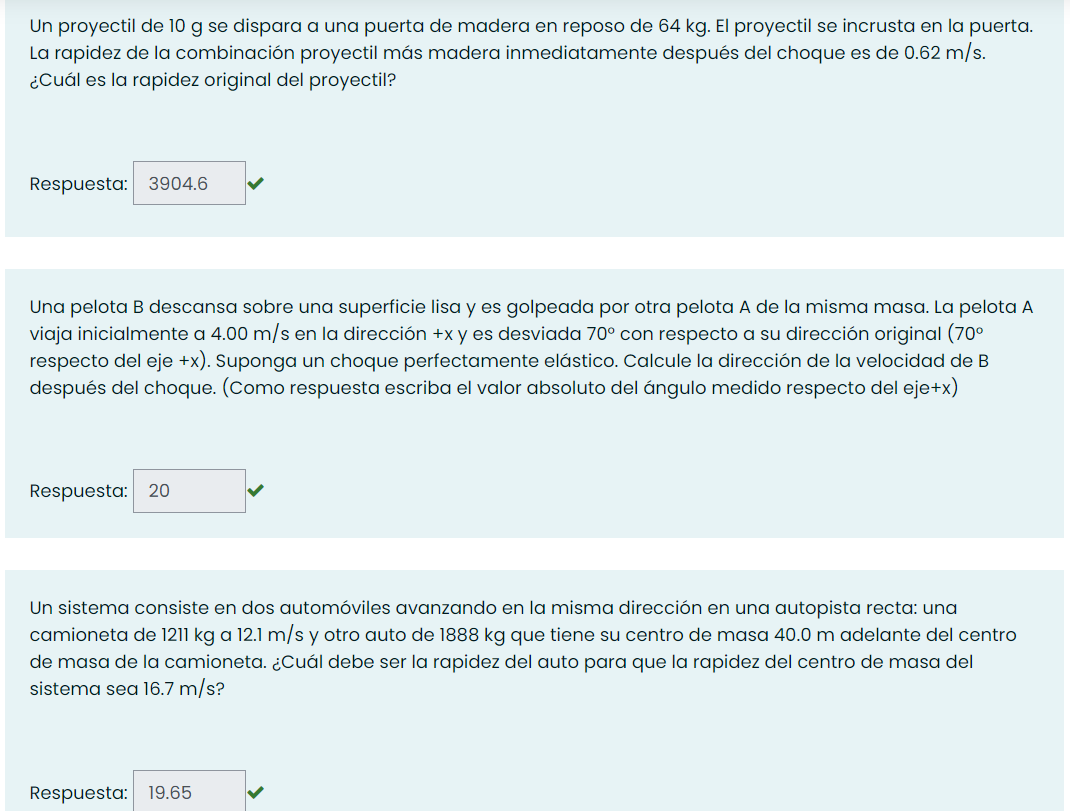 Un proyectil de 10 g se dispara a una puerta de madera en reposo de 64 kg. El proyectil se incrusta en la puerta.
La rapidez de la combinación proyectil más madera inmediatamente después del choque es de 0.62 m/s.
¿Cuál es la rapidez original del proyectil?
Respuesta: 3904.6
Una pelota B descansa sobre una superficie lisa y es golpeada por otra pelota A de la misma masa. La pelota A
viaja inicialmente a 4.00 m/s en la dirección +x y es desviada 70° con respecto a su dirección original (70°
respecto del eje +x). Suponga un choque perfectamente elástico. Calcule la dirección de la velocidad de B
después del choque. (Como respuesta escriba el valor absoluto del ángulo medido respecto del eje+x)
Respuesta: 20
Un sistema consiste en dos automóviles avanzando en la misma dirección en una autopista recta: una
camioneta de 1211 kg a 12.1 m/s y otro auto de 1888 kg que tiene su centro de masa 40.0 m adelante del centro
de masa de la camioneta. ¿Cuál debe ser la rapidez del auto para que la rapidez del centro de masa del
sistema sea 16.7 m/s?
Respuesta: 19.65